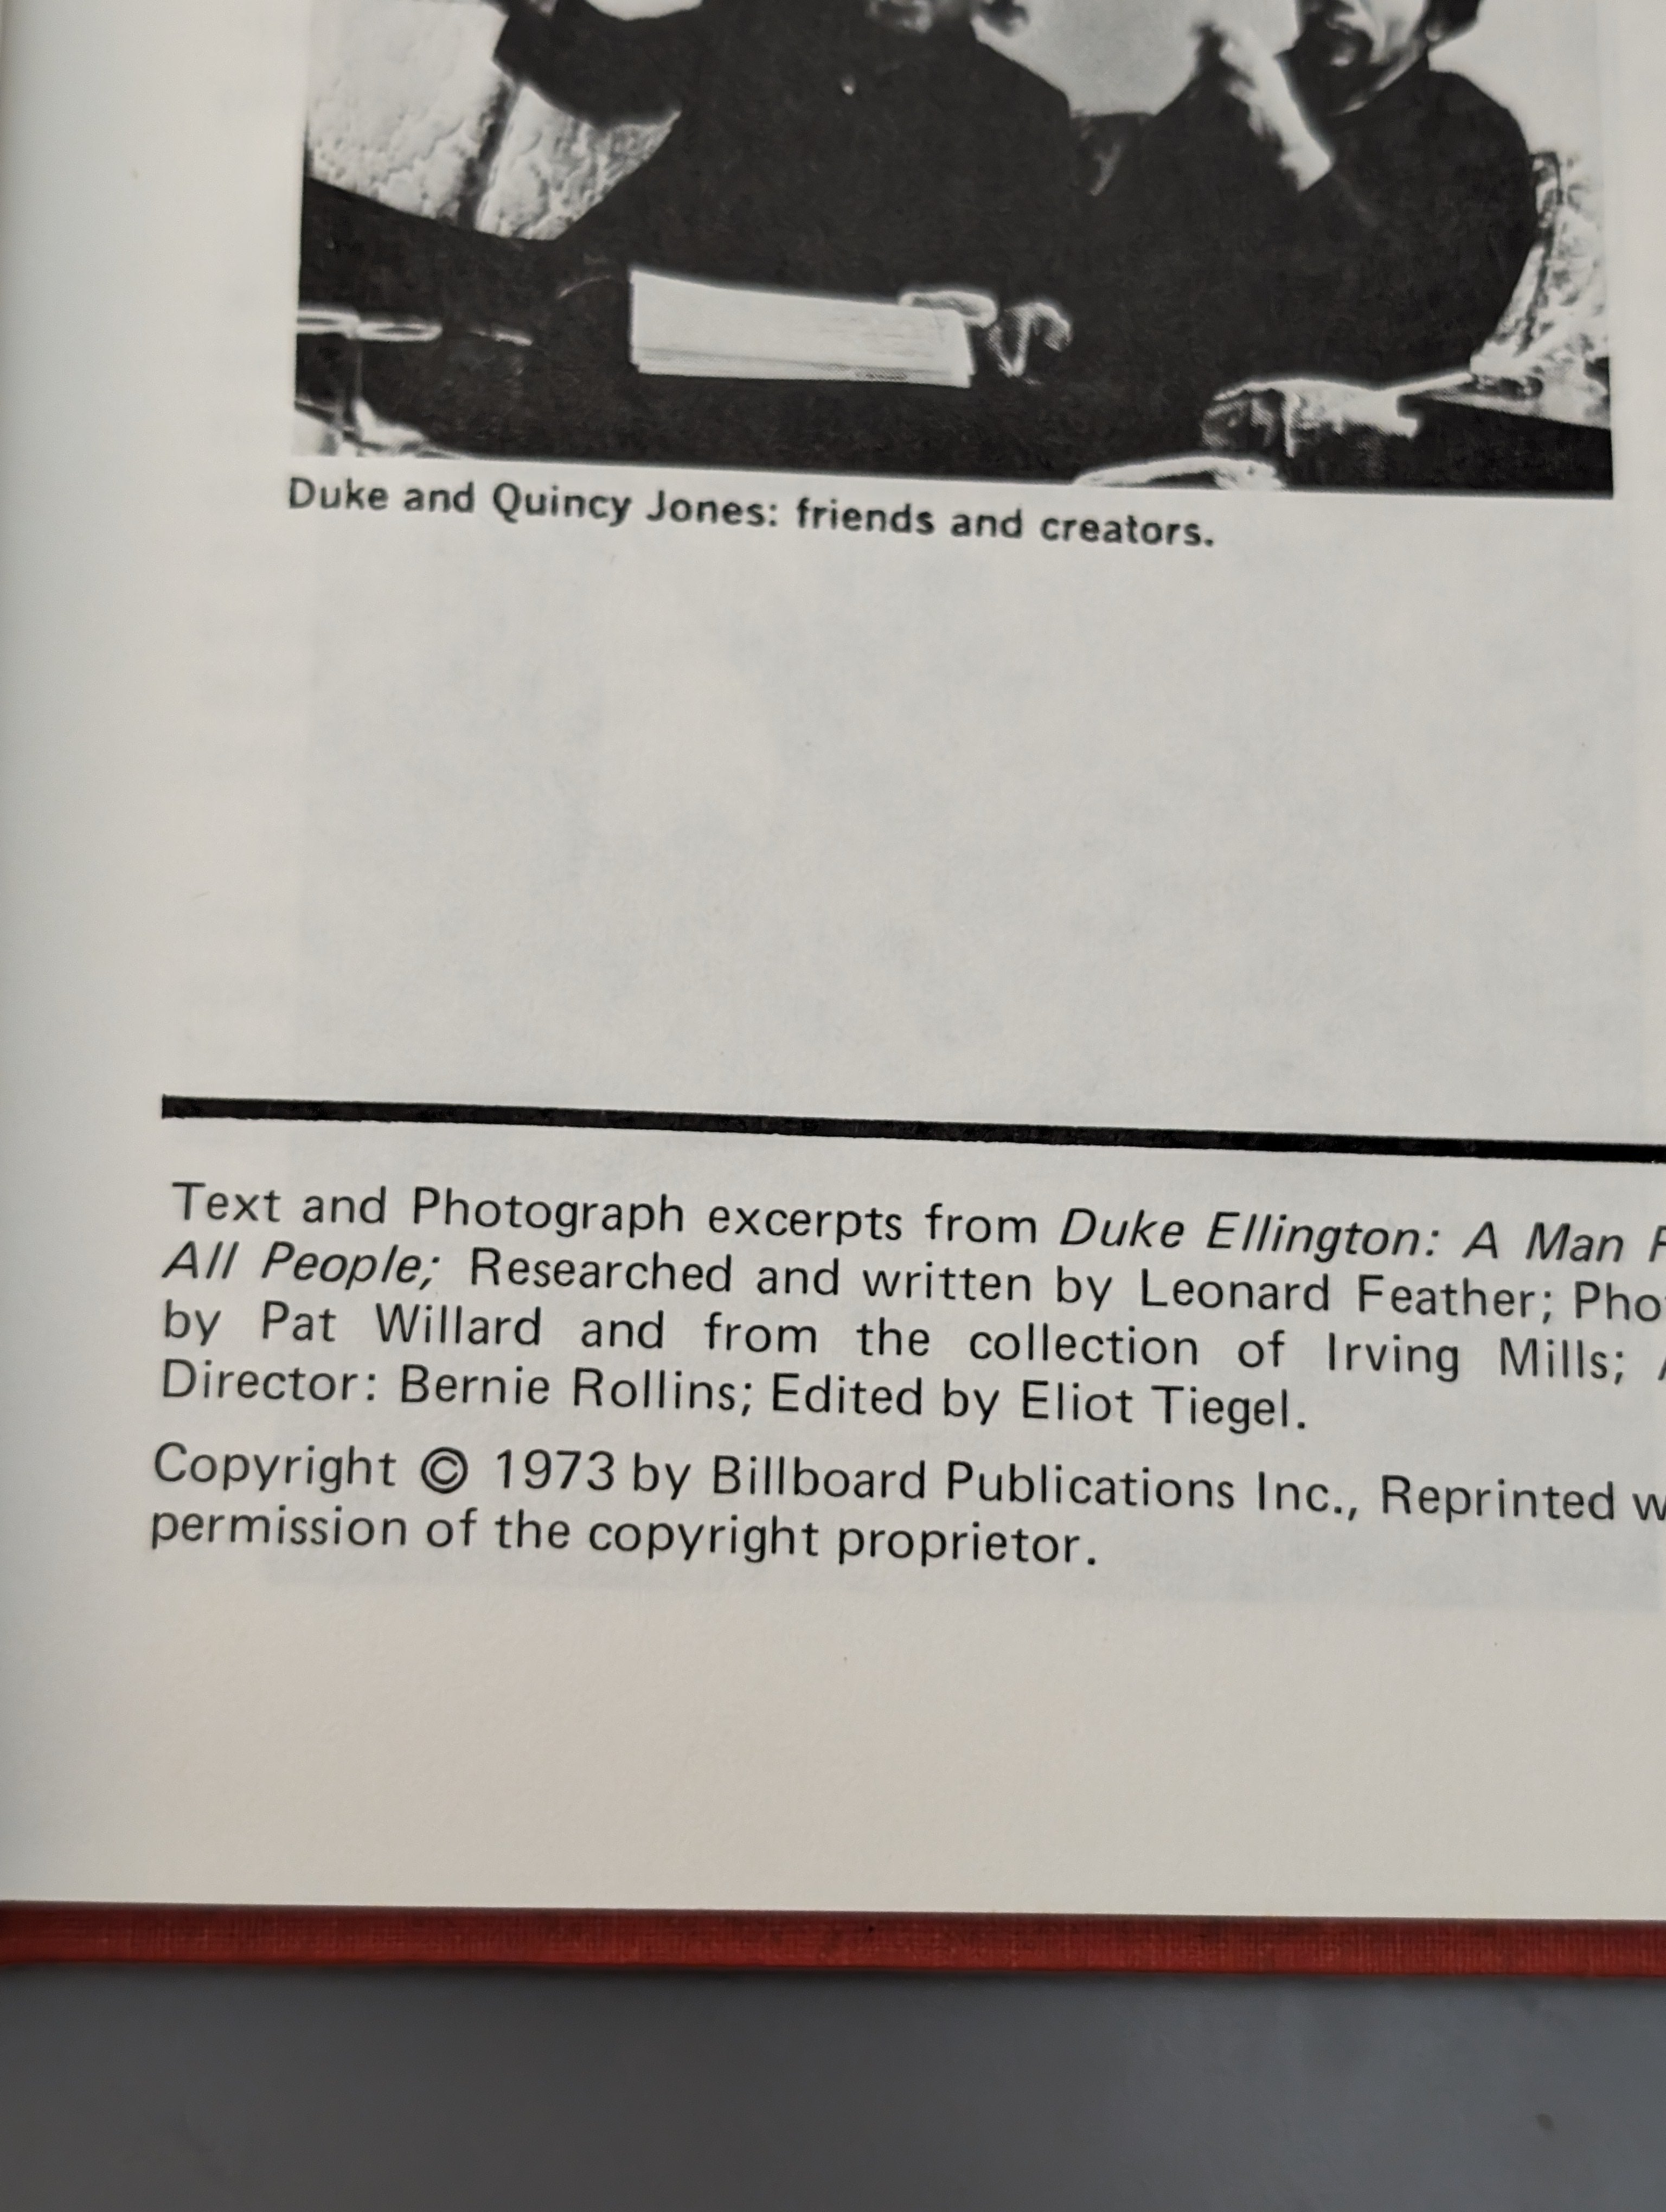 Duke and Quincy Jones: friends and creators.
Text and Photograph excerpts from Duke Ellington: A Man
All People; Researched and written by Leonard Feather;
by Pat Willard and from the collection of Irving Mills;
Director: Bernie Rollins; Edited by Eliot Tiegel.
Copyright © 1973 by Billboard Publications Inc., Reprinted
permission of the copyright proprietor.